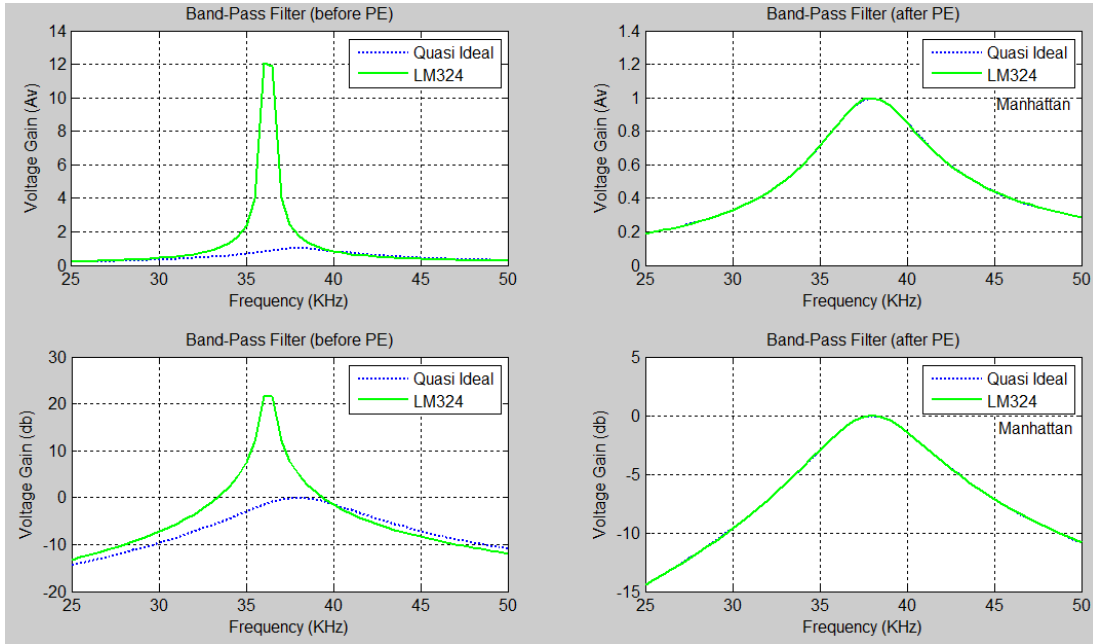 Band-Pass Filter (before PE)
14
12
10
8
6
4
2
0
Voltage Gain (Av)
Quasi Ideal
LM324
25 30 35 40 45 50
Frequency (KHz)
Band-Pass Filter (after PE)
1.4
1.2
1
0.8
0.6
0.4
0.2
0
Voltage Gain (Av)
Quasi Ideal
LM324
Manhattan
25 30 35 40 45 50
Frequency (KHz)
Band-Pass Filter (before PE)
30
20
10
0
-10
-20
Voltage Gain (db)
Quasi Ideal
LM324
25 30 35 40 45 50
Frequency (KHz)
Band-Pass Filter (after PE)
5
0
-5
-10
-15
Voltage Gain (db)
Quasi Ideal
LM324
Manhattan
25 30 35 40 45 50
Frequency (KHz)